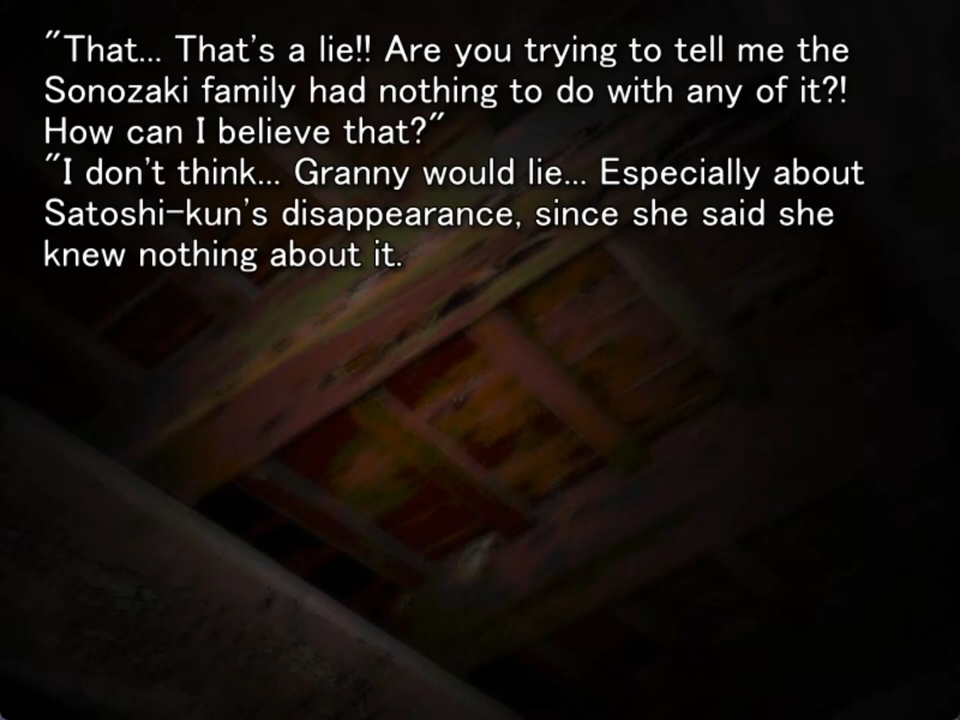 "That... That's a lie!! Are you trying to tell me the
Sonozaki family had nothing to do with any of it?!
How can I believe that?"
"I don't think... Granny would lie... Especially about
Satoshi-kun's disappearance, since she said she
knew nothing about it.